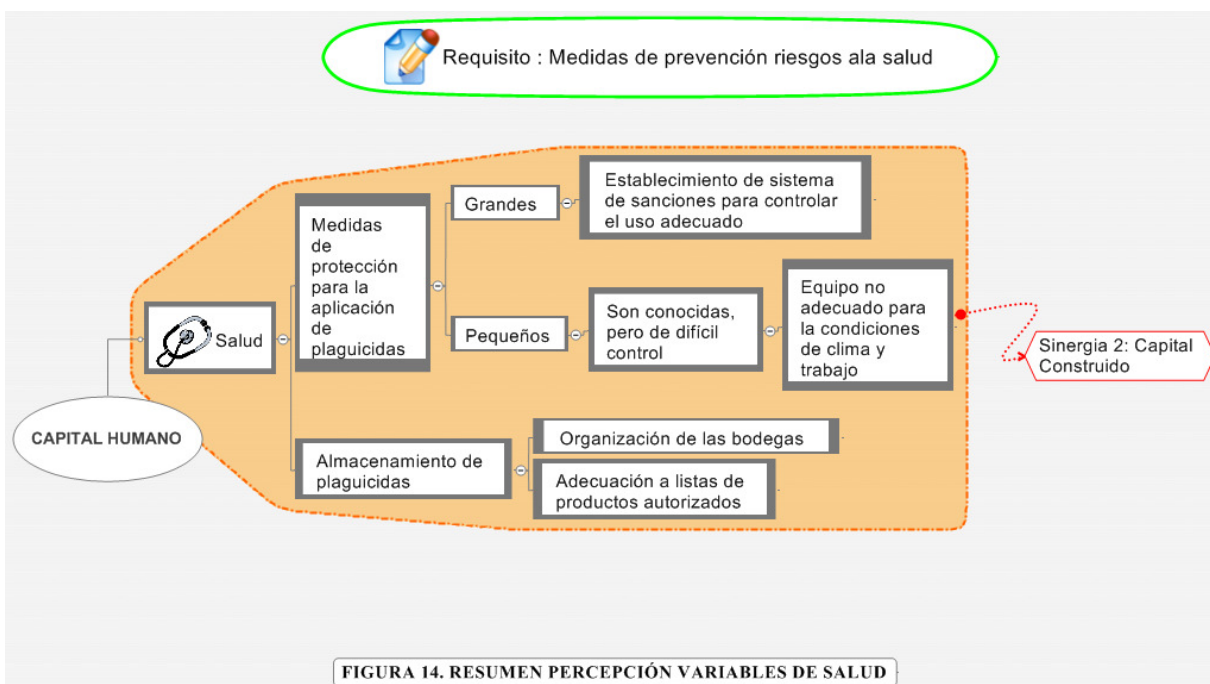 Requisito : Medidas de prevención riesgos ala salud
Grandes
Establecimiento de sistema
de sanciones para controlar
el uso adecuado
Medidas
de
protección
para la
aplicación
de
plaguicidas
Pequeños
Son conocidas,
pero de difícil
control
Equipo no
adecuado para
la condiciones
de clima y
trabajo
Salud
Sinergia 2: Capital
Construido
CAPITAL HUMANO
Almacenamiento de
plaguicidas
Organización de las bodegas
Adecuación a listas de
productos autorizados
FIGURA 14. RESUMEN PERCEPCIÓN VARIABLES DE SALUD